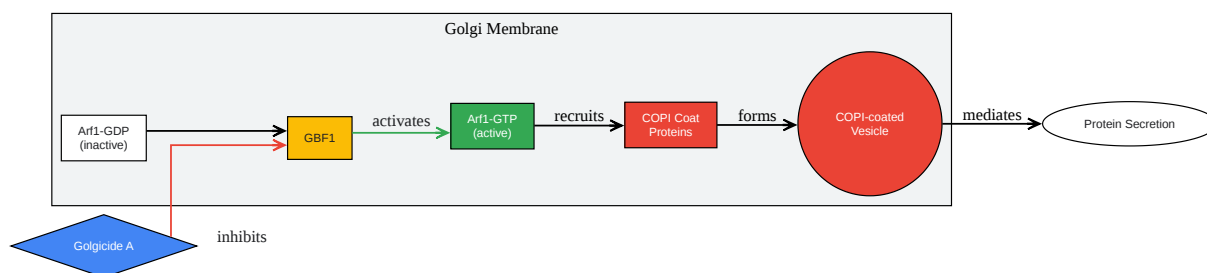 Golgi Membrane
Arf1-GDP
(inactive)
GBF1
activates
Arf1-GTP
(active)
recruits
COPI Coat
Proteins
forms
COPI-coated
Vesicle
mediates
Protein Secretion
Golgicide A
inhibits